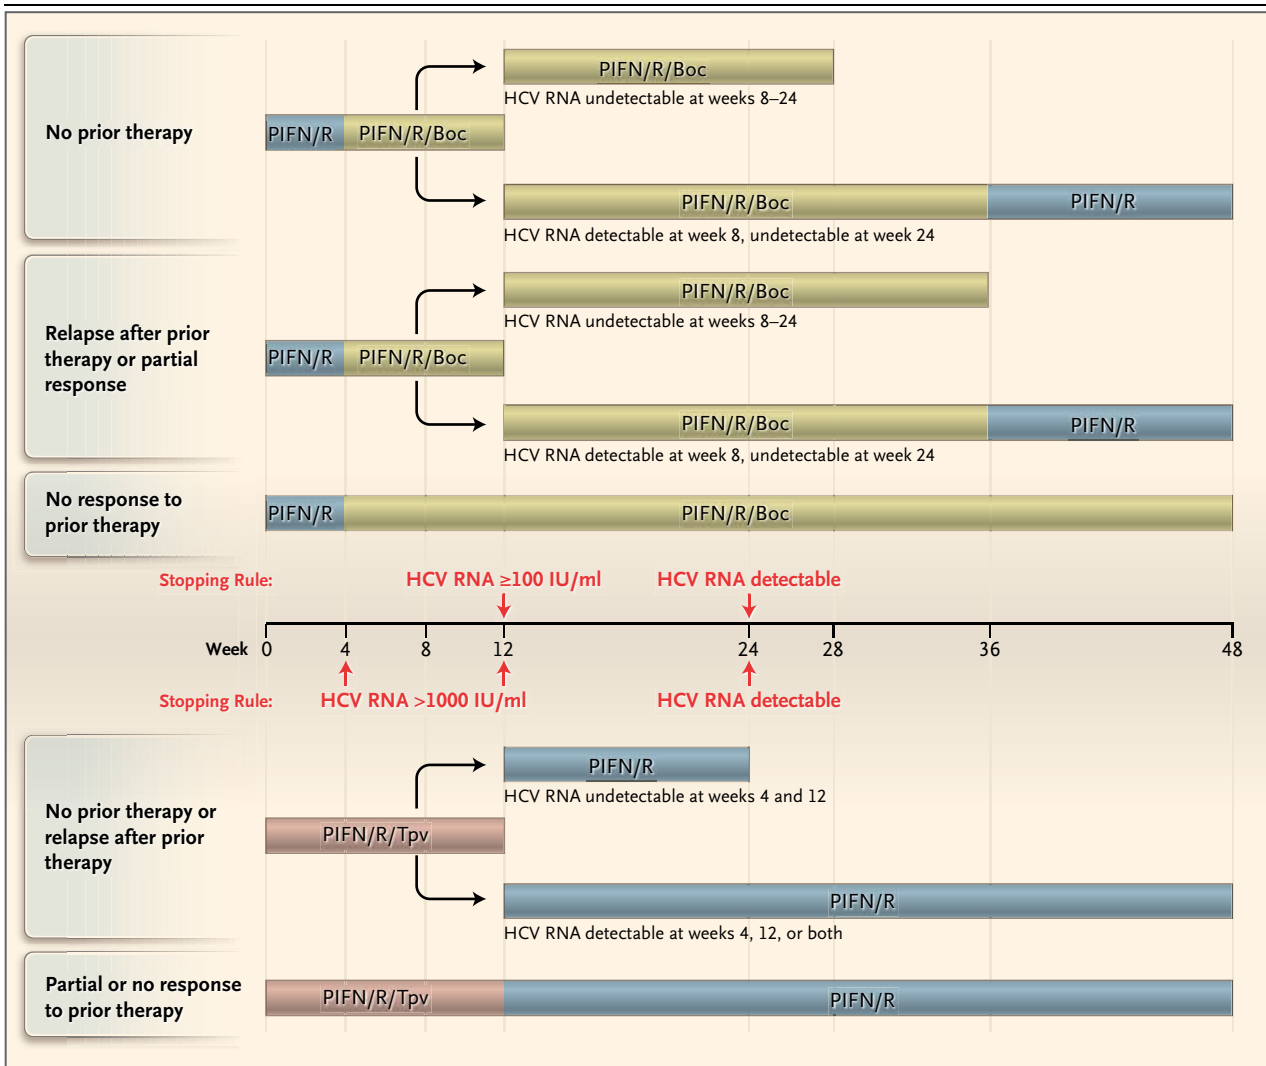 PIFN/R/Boc
HCV RNA undetectable at weeks 8–24
No prior therapy
PIFN/R
PIFN/R/Boc
PIFN/R/Boc
PIFN/R
HCV RNA detectable at week 8, undetectable at week 24
PIFN/R/Boc
HCV RNA undetectable at weeks 8–24
Relapse after prior
therapy or partial
response
PIFN/R
PIFN/R/Boc
PIFN/R/Boc
PIFN/R
HCV RNA detectable at week 8, undetectable at week 24
No response to
prior therapy
PIFN/R
PIFN/R/Boc
Stopping Rule:
HCV RNA ≥100 IU/ml
HCV RNA detectable
Week 0 4 8 12 24 28 36 48
Stopping Rule:
HCV RNA >1000 IU/ml
HCV RNA detectable
PIFN/R
HCV RNA undetectable at weeks 4 and 12
No prior therapy or
relapse after prior
therapy
PIFN/R/Tpv
PIFN/R
HCV RNA detectable at weeks 4, 12, or both
Partial or no response
to prior therapy
PIFN/R/Tpv
PIFN/R